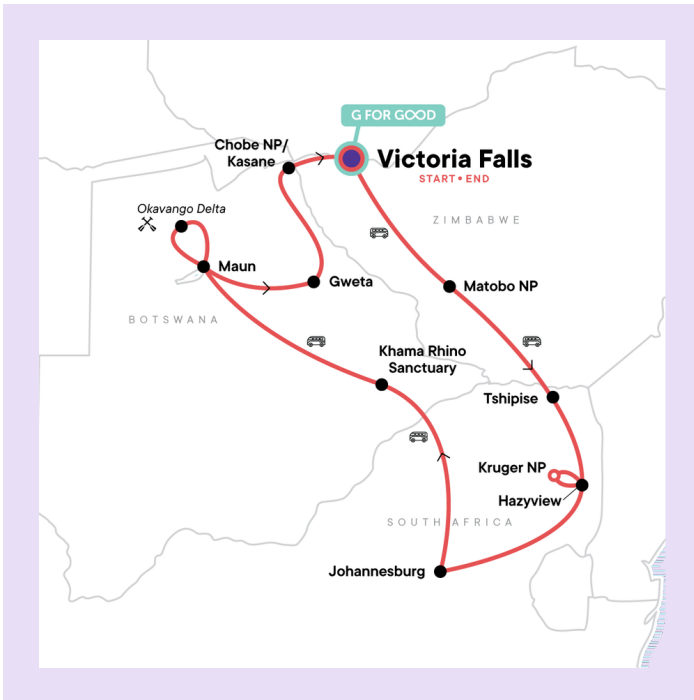 G FOR GOOD
Chobe NP/
Kasane
Victoria Falls
START • END
Okavango Delta
ZIMBABWE
Maun
Gweta
Matobo NP
BOTSWANA
Khama Rhino
Sanctuary
Tshipise
Kruger NP
Hazyview
SOUTH AFRICA
Johannesburg